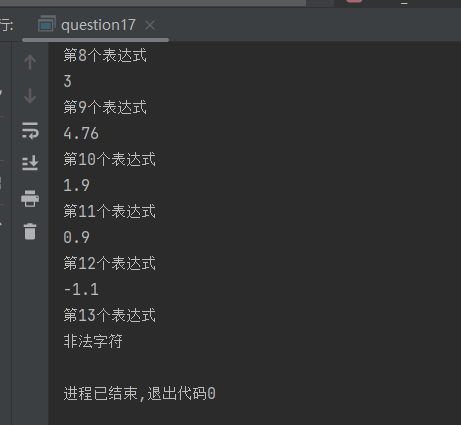 行:
question17
第8个表达式
3
第9个表达式
4.76
第10个表达式
1.9
第11个表达式
0.9
第12个表达式
-1.1
第13个表达式
非法字符
进程已结束,退出代码0